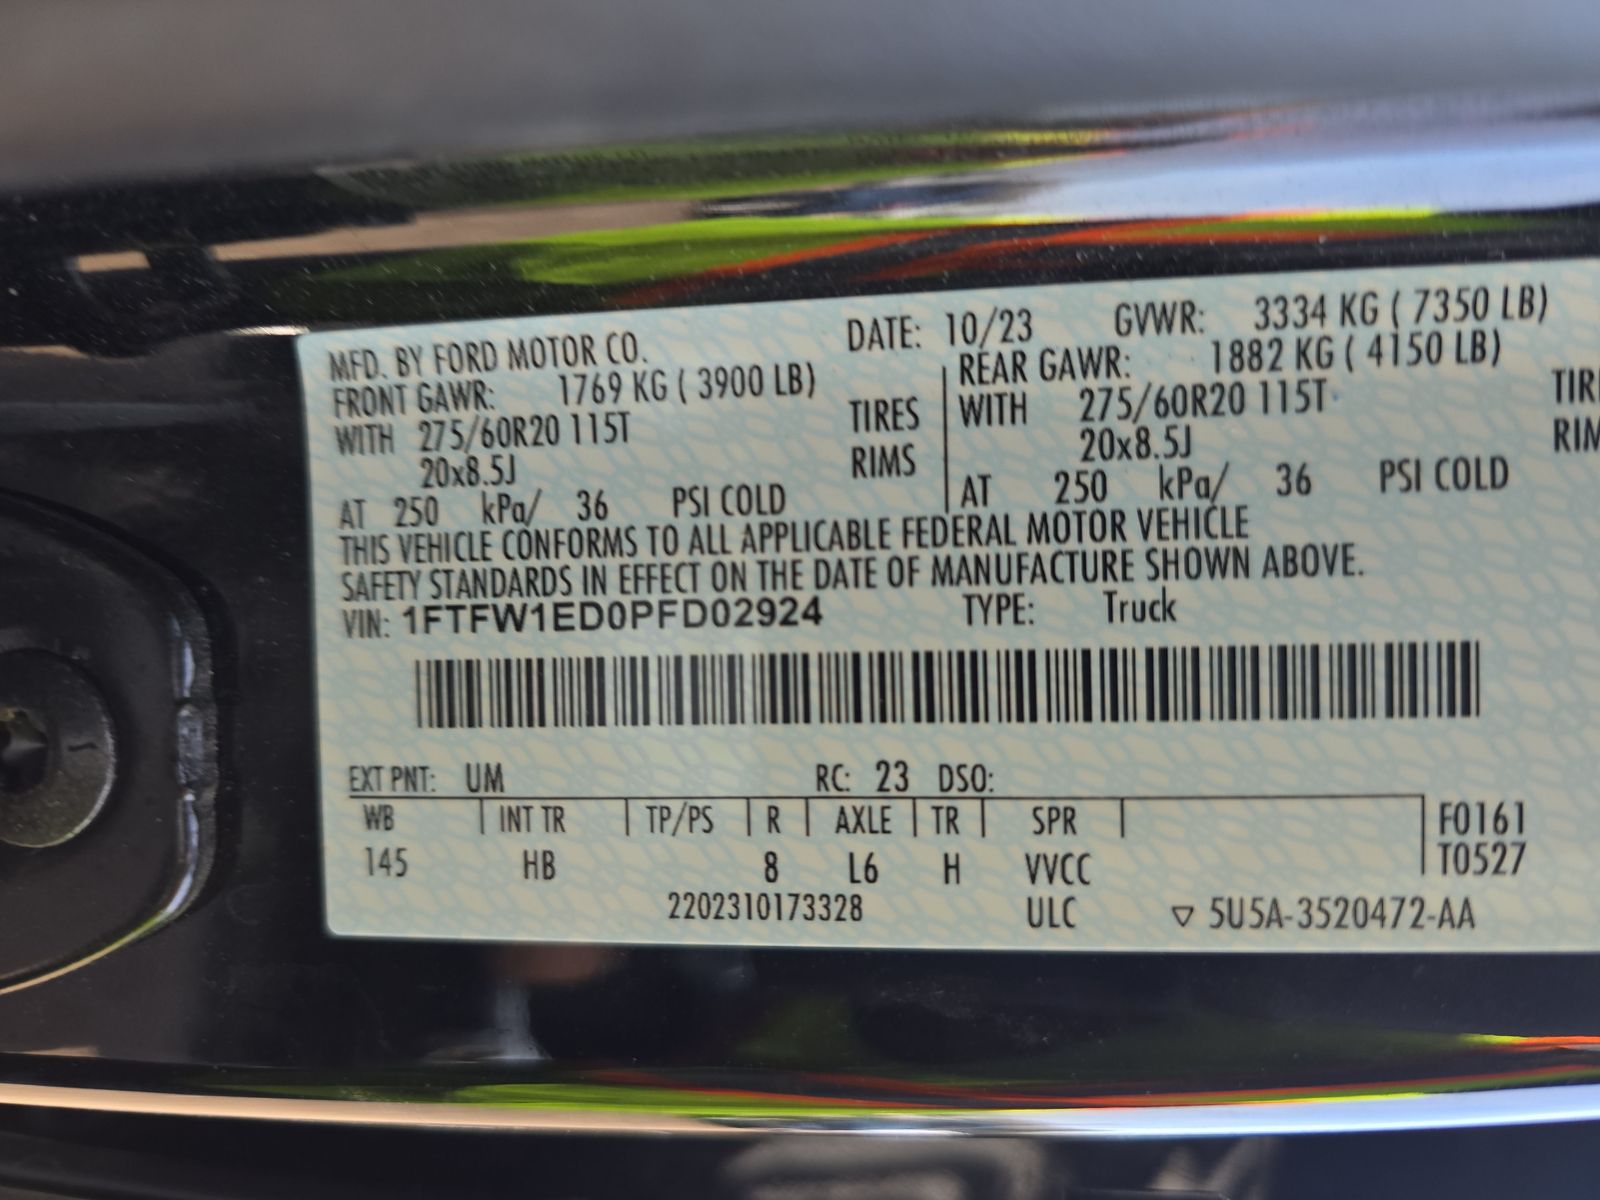 MFD. BY FORD MOTOR CO. DATE: 10/23 GVWR: 3334 KG ( 7350 LB)
FRONT GAWR: 1769 KG ( 3900 LB) REAR GAWR: 1882 KG ( 4150 LB)
WITH 275/60R20 115T TIRES WITH 275/60R20 115T TIR
20x8.5J RIMS 20x8.5J RIM
AT 250 kPa/ 36 PSI COLD AT 250 kPa/ 36 PSI COLD
THIS VEHICLE CONFORMS TO ALL APPLICABLE FEDERAL MOTOR VEHICLE
SAFETY STANDARDS IN EFFECT ON THE DATE OF MANUFACTURE SHOWN ABOVE.
VIN: 1FTFW1ED0PFD02924 TYPE: Truck
EXT PNT: UM RC: 23 DSO:
WB INT TR TP/PS R AXLE TR SPR F0161
145 HB 8 L6 H VVCC T0527
2202310173328 ULC ▽ 5U5A-3520472-AA